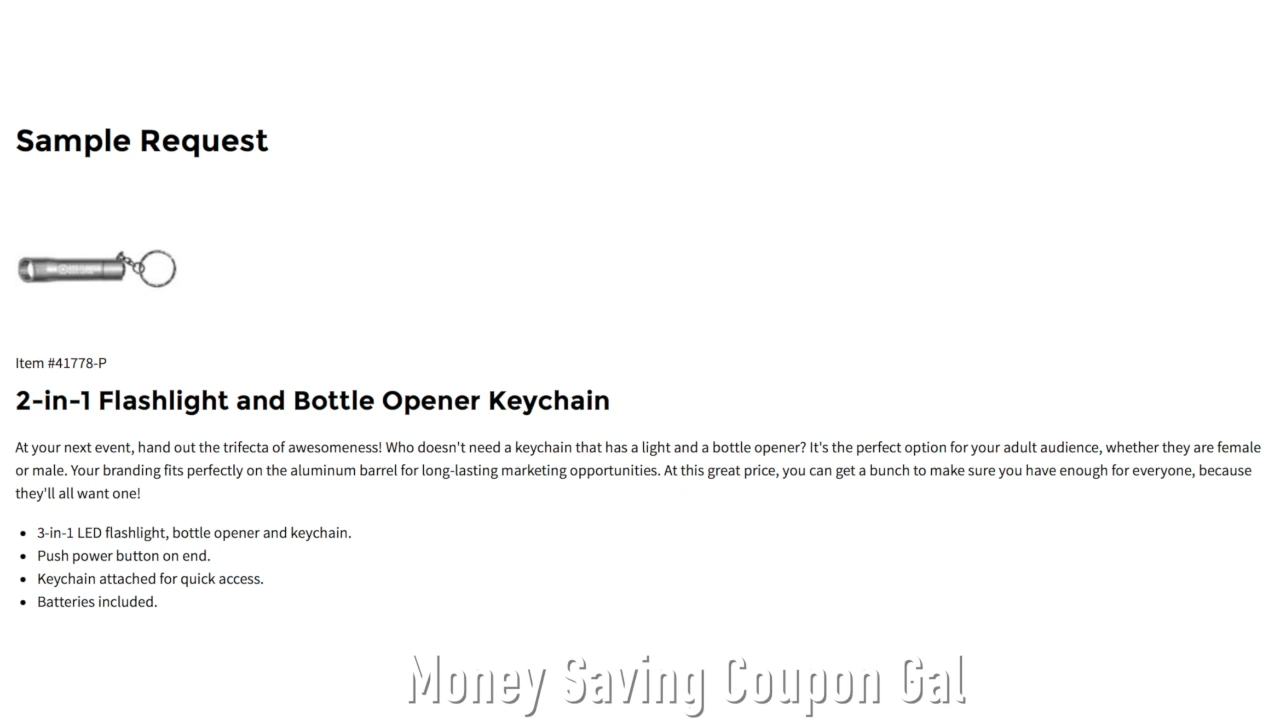 Sample Request
Item #41778-P
2-in-1 Flashlight and Bottle Opener Keychain
At your next event, hand out the trifecta of awesomeness! Who doesn't need a keychain that has a light and a bottle opener? It's the perfect option for your adult audience, whether they are female
or male. Your branding fits perfectly on the aluminum barrel for long-lasting marketing opportunities. At this great price, you can get a bunch to make sure you have enough for everyone, because
they'll all want one!
• 3-in-1 LED flashlight, bottle opener and keychain.
• Push power button on end.
• Keychain attached for quick access.
• Batteries included.
Money Saving Coupon Gal